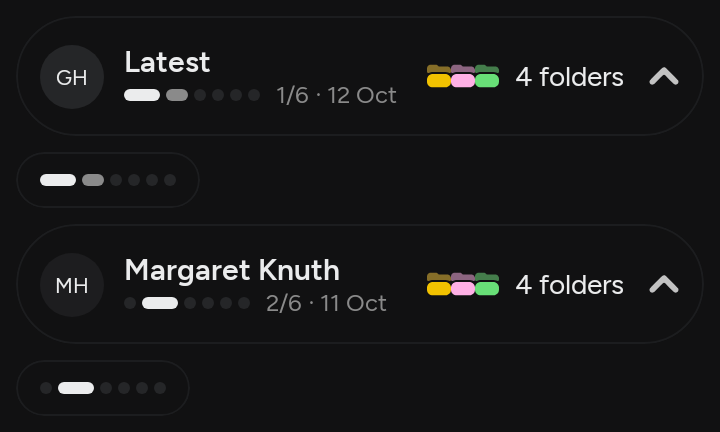 GH
Latest
1/6 · 12 Oct
4 folders
MH
Margaret Knuth
2/6 · 11 Oct
4 folders